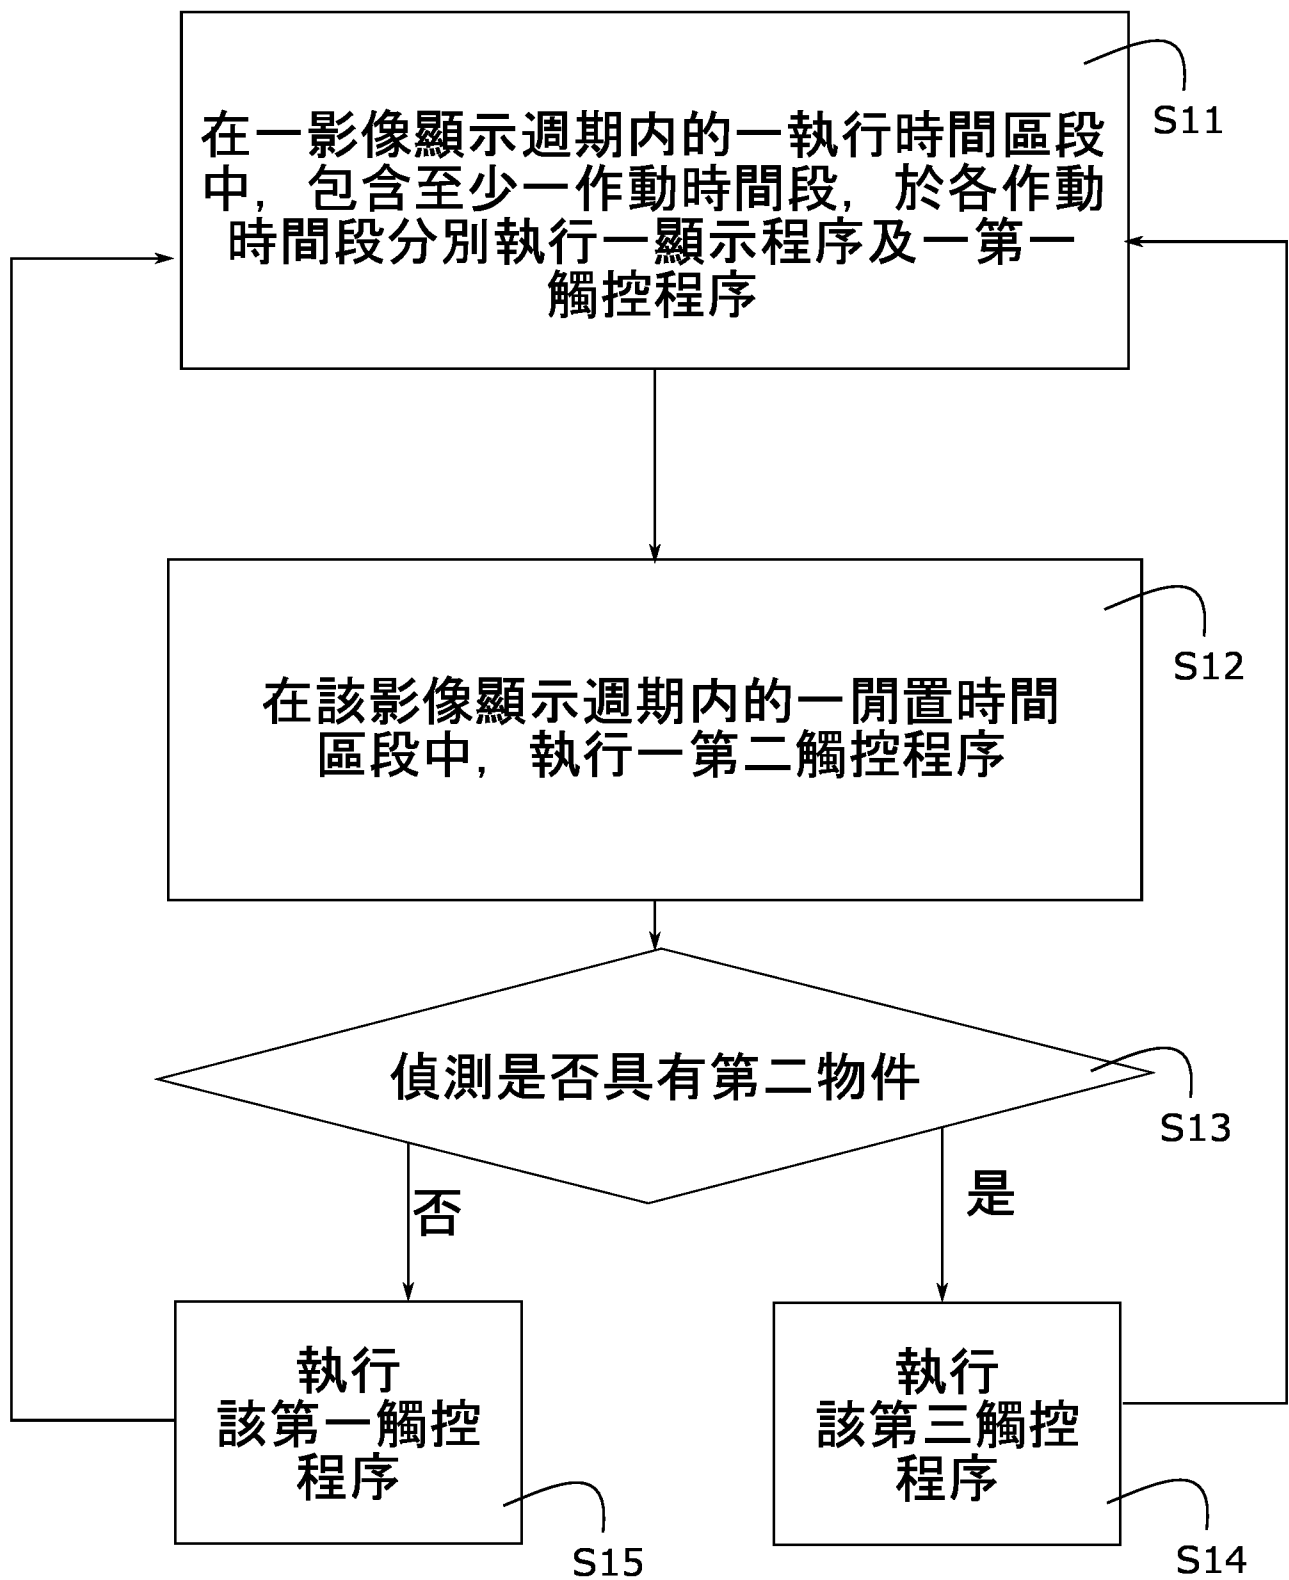 在一影像顯示週期内的一執行時間區段
中，包含至少一作動時間段，於各作動
時間段分別執行一顯示程序及一第一
觸控程序
S11
在該影像顯示週期内的一閒置時間
區段中，執行一第二觸控程序
S12
偵測是否具有第二物件
S13
否
是
執行
該第一觸控
程序
S15
執行
該第三觸控
程序
S14